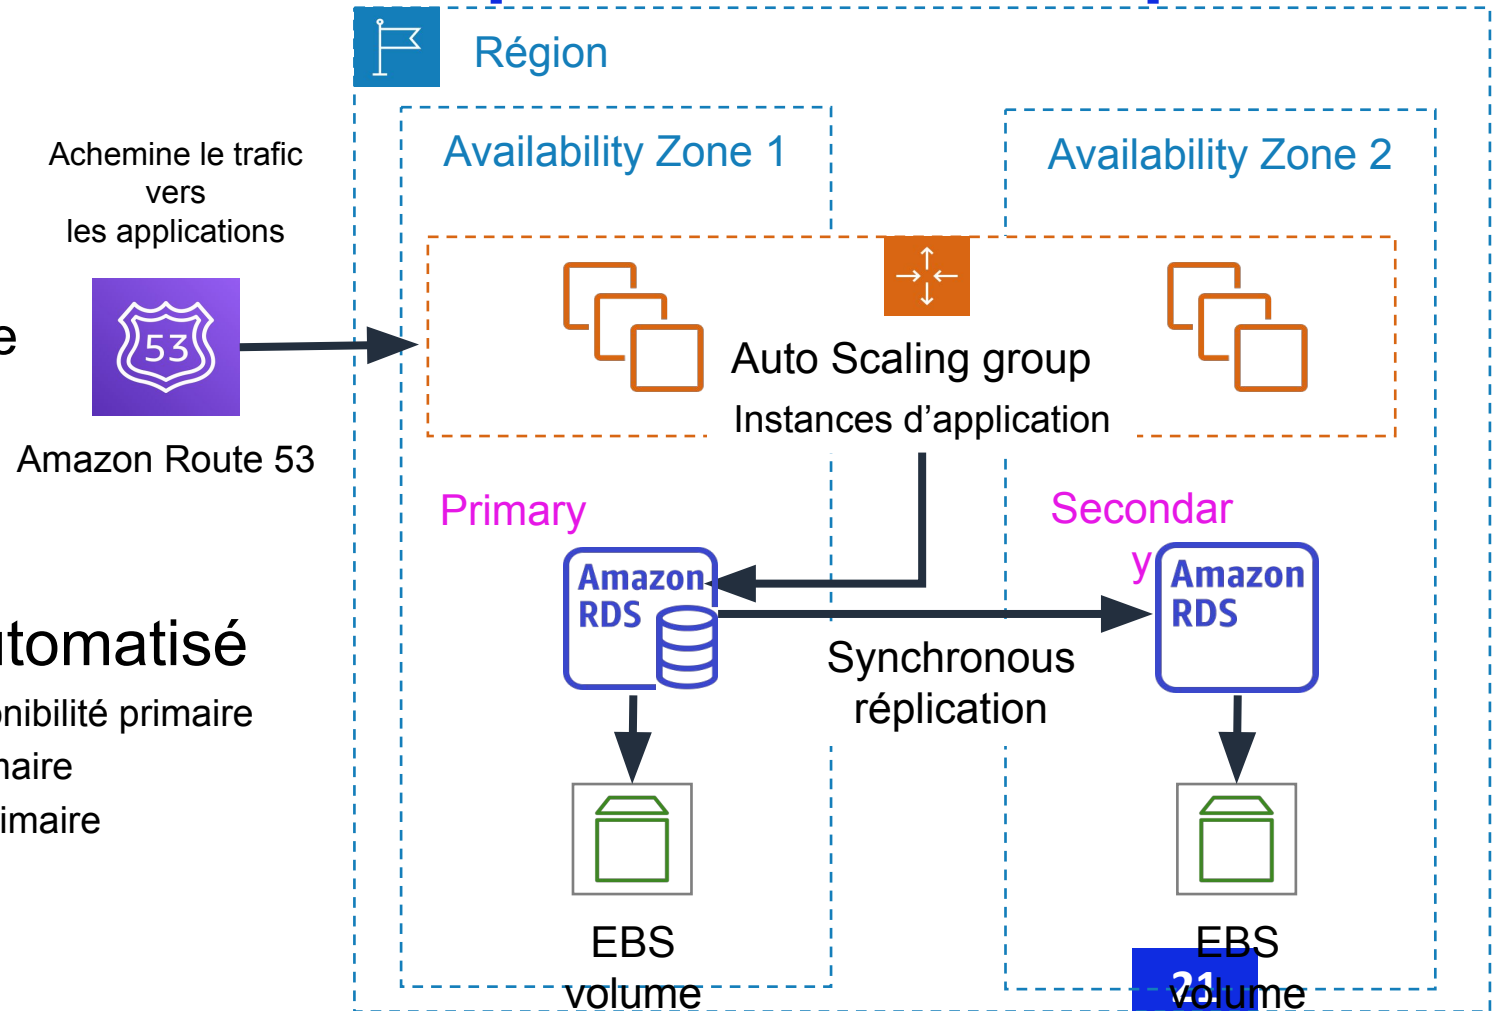 Région
Availability Zone 1
Availability Zone 2
Achemine le trafic
vers
les applications
53
Amazon Route 53
Auto Scaling group
Instances d’application
Primary
Secondar
y
Amazon
RDS
Amazon
RDS
Synchronous
réplication
utomatisé
onibilité primaire
naire
imaire
EBS
volume
EBS
volume
21